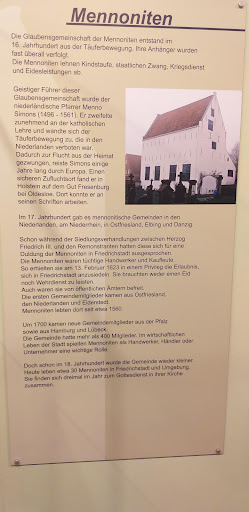 Mennoniten
Die Glaubensgemeinschaft der Mennoniten entstand im
16. Jahrhundert aus der Täuferbewegung. Ihre Anhänger wurden
fast überall verfolgt.
Die Mennoniten lehnen Kindstaufe, staatlichen Zwang, Kriegsdienst
und Eidesleistungen ab.
Geistiger Führer dieser
Glaubensgemeinschaft wurde der
niederländische Pfarrer Menno
Simons (1496 - 1561). Er zweifelte
zunehmend an der katholischen
Lehre und wandte sich der
Täuferbewegung zu, die in den
Niederlanden verboten war.
Dadurch zur Flucht aus der Heimat
gezwungen, reiste Simons einige
Jahre lang durch Europa. Einen
sicheren Zufluchtsort fand er in
Holstein auf dem Gut Fresenburg
bei Oldesloe. Dort konnte er an
seinen Schriften arbeiten.
Im 17. Jahrhundert gab es mennonitische Gemeinden in den
Niederlanden, am Niederrhein, in Ostfriesland, Elbing und Danzig.
Schon während der Siedlungsverhandlungen zwischen Herzog
Friedrich III. und den Remonstranten hatten diese sich für eine
Duldung der Mennoniten in Friedrichstadt ausgesprochen.
Die Mennoniten waren tüchtige Handwerker und Kaufleute.
So erhielten sie am 13. Februar 1623 in einem Privileg die Erlaubnis,
sich in Friedrichstadt anzusiedeln. Sie brauchten weder einen Eid
noch Wehrdienst zu leisten.
Auch waren sie von öffentlichen Ämtern befreit.
Die ersten Gemeindemitglieder kamen aus Ostfriesland,
den Niederlanden und Eiderstedt.
Mennoniten lebten dort seit etwa 1560.
Um 1700 kamen neue Gemeindemitglieder aus der Pfalz
sowie aus Hamburg und Lübeck.
Die Gemeinde hatte mehr als 400 Mitglieder. Im wirtschaftlichen
Leben der Stadt spielten Mennoniten als Handwerker, Händler oder
Unternehmer eine wichtige Rolle.
Doch schon im 18. Jahrhundert wurde die Gemeinde wieder kleiner.
Heute leben etwa 30 Mennoniten in Friedrichstadt und Umgebung.
Sie finden sich dreimal im Jahr zum Gottesdienst in ihrer Kirche
zusammen.